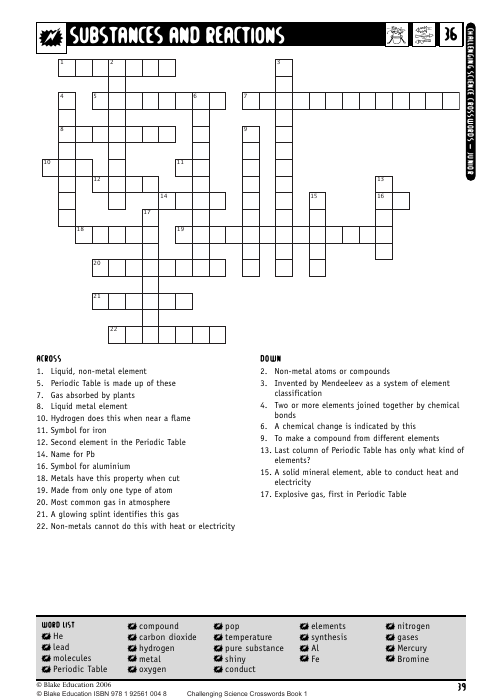 SUBSTANCES AND REACTIONS
36
CHALLENGING SCIENCE CROSSWORDS – JUNIOR
1 2 3
4 5 6 7
8 9
10 11
12 13
14 15 16
17
18 19
20
21
22
ACROSS
1. Liquid, non-metal element
5. Periodic Table is made up of these
7. Gas absorbed by plants
8. Liquid metal element
10. Hydrogen does this when near a flame
11. Symbol for iron
12. Second element in the Periodic Table
14. Name for Pb
16. Symbol for aluminium
18. Metals have this property when cut
19. Made from only one type of atom
20. Most common gas in atmosphere
21. A glowing splint identifies this gas
22. Non-metals cannot do this with heat or electricity
DOWN
2. Non-metal atoms or compounds
3. Invented by Mendeleev as a system of element
classification
4. Two or more elements joined together by chemical
bonds
6. A chemical change is indicated by this
9. To make a compound from different elements
13. Last column of Periodic Table has only what kind of
elements?
15. A solid mineral element, able to conduct heat and
electricity
17. Explosive gas, first in Periodic Table
WORD LIST
He
lead
molecules
Periodic Table
compound
carbon dioxide
hydrogen
metal
oxygen
pop
temperature
pure substance
shiny
conduct
elements
synthesis
Al
Fe
nitrogen
gases
Mercury
Bromine
© Blake Education 2006
39
© Blake Education ISBN 978 1 92561 004 8 Challenging Science Crosswords Book 1